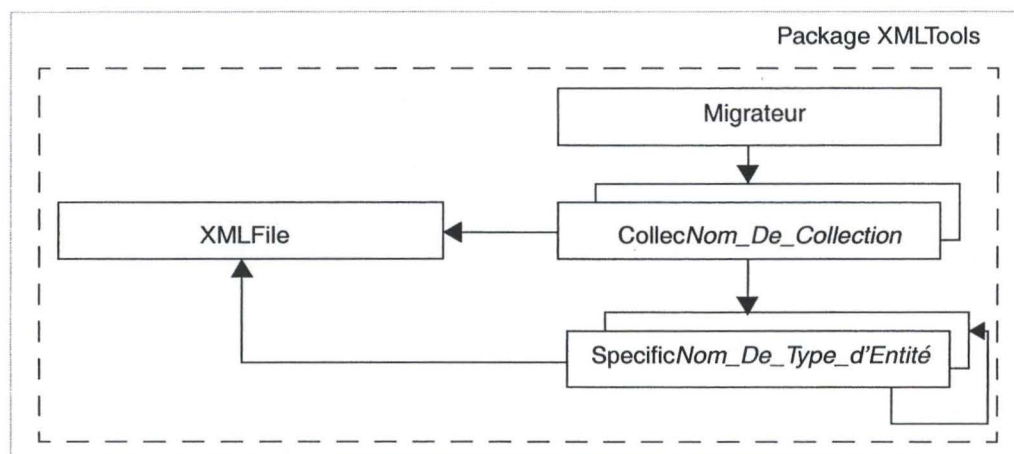 Package XMLTools
Migrateur
XMLFile
CollecNom_De_Collection
SpecificNom_De_Type_d'Entité